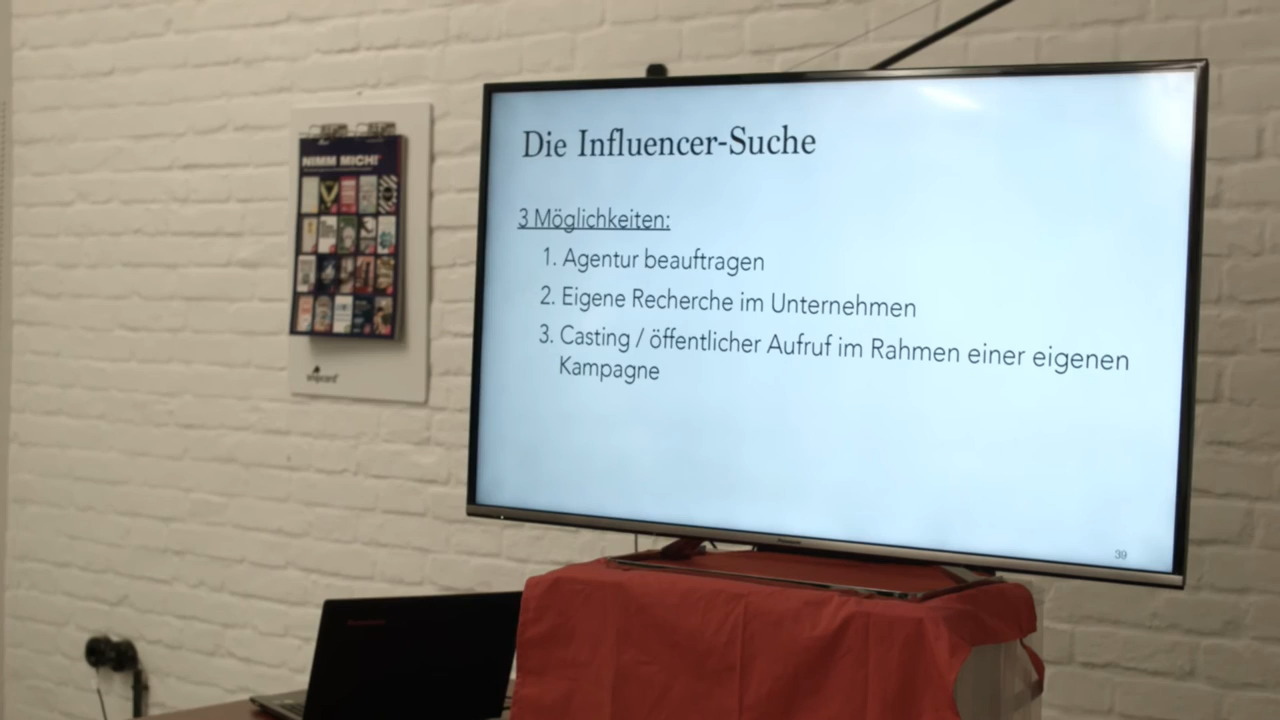 NIMM MICH!
Die Influencer-Suche
3 Möglichkeiten:
1. Agentur beauftragen
2. Eigene Recherche im Unternehmen
3. Casting / öffentlicher Aufruf im Rahmen einer eigenen
Kampagne
39